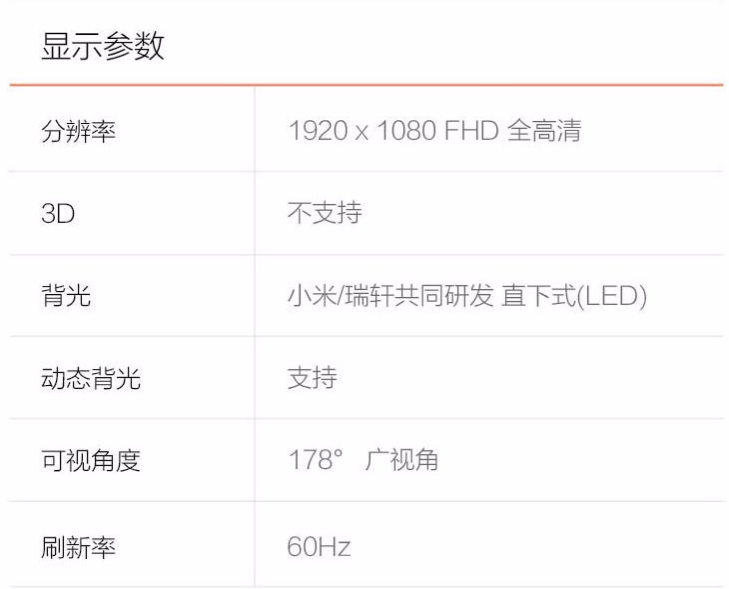 显示参数
分辨率 1920 x 1080 FHD 全高清
3D 不支持
背光 小米/瑞轩共同研发 直下式(LED)
动态背光 支持
可视角度 178° 广视角
刷新率 60Hz